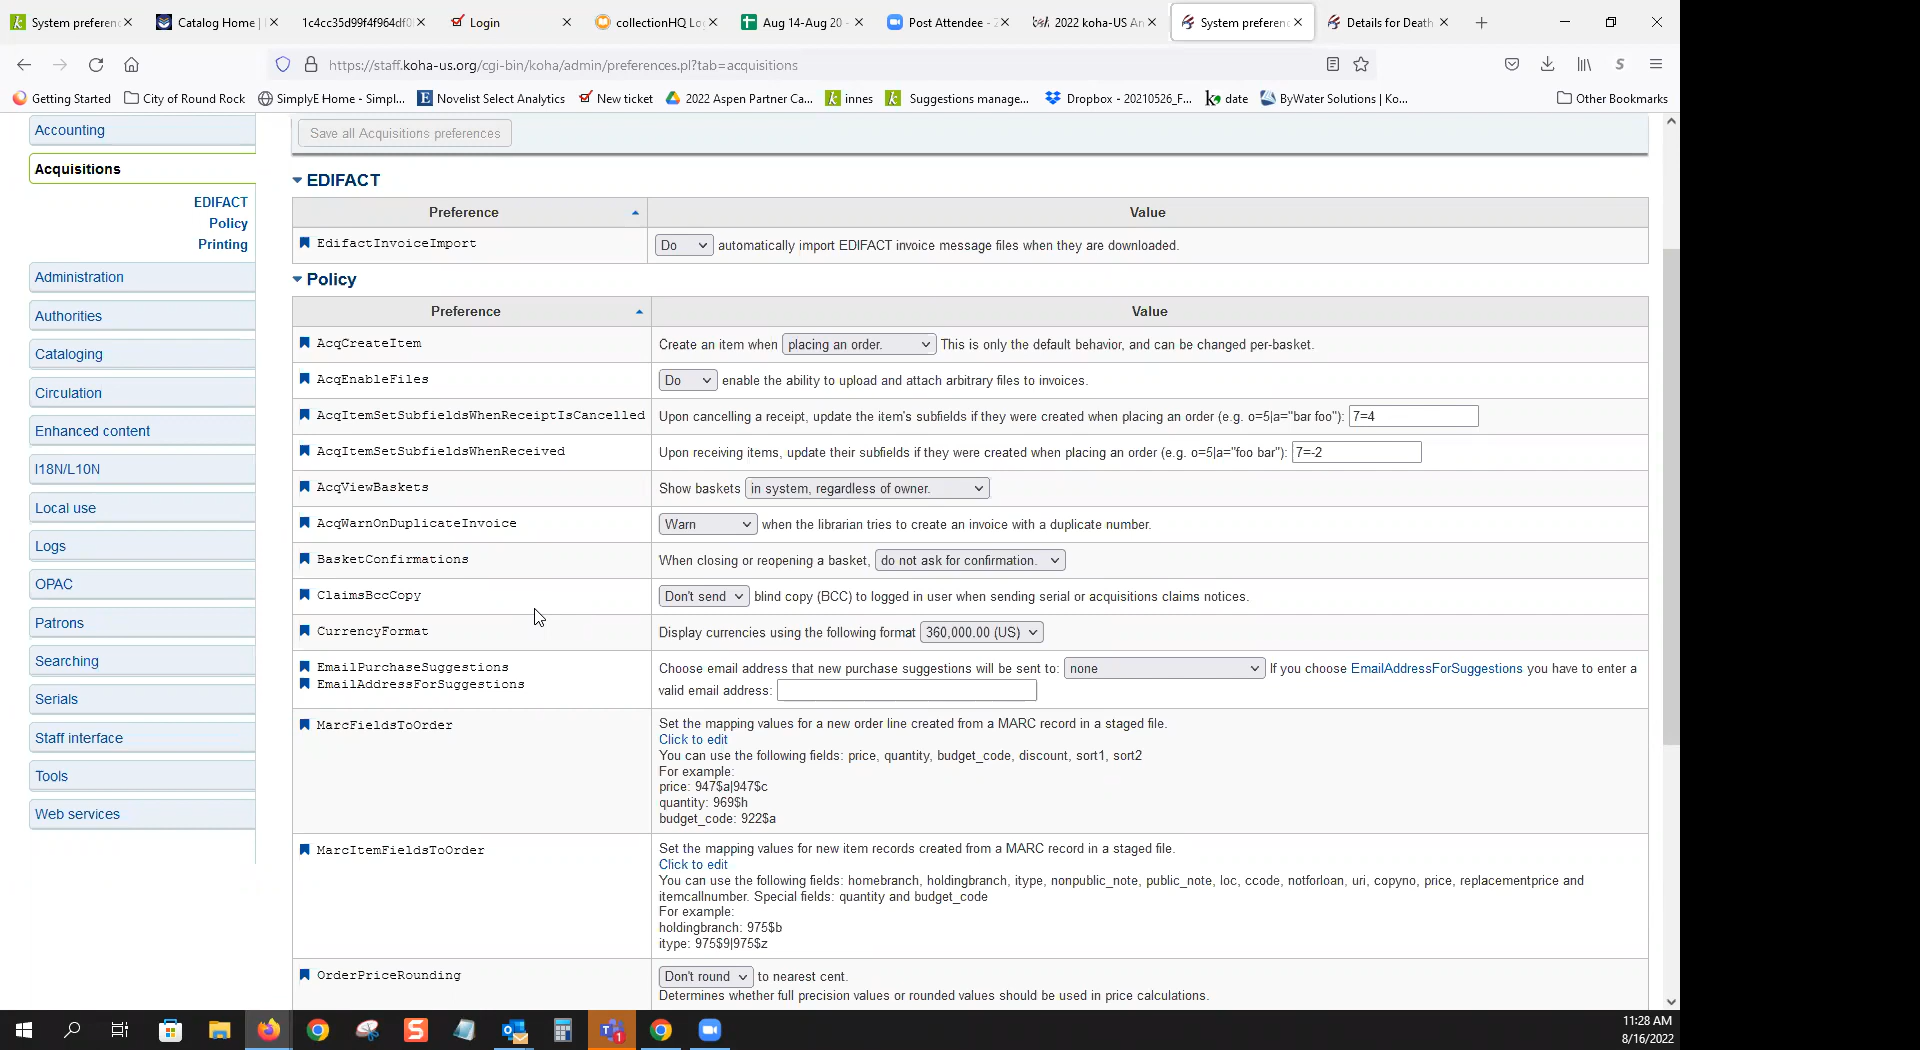 System preferenc
Catalog Home |
1c4cc35d99f4f964df0
Login
collectionHQ Lo
Aug 14-Aug 20 -
Post Attendee - Z
2022 koha-US An
System preferenc
Details for Death
https://staff.koha-us.org/cgi-bin/koha/admin/preferences.pl?tab=acquisitions
Getting Started
City of Round Rock
SimplyE Home - Simpl...
Novelist Select Analytics
New ticket
2022 Aspen Partner Ca...
innes
Suggestions manage...
Dropbox - 20210526_F...
date
ByWater Solutions | Ko...
Other Bookmarks
Accounting
Acquisitions
EDIFACT
Policy
Printing
Administration
Authorities
Cataloging
Circulation
Enhanced content
I18N/L10N
Local use
Logs
OPAC
Patrons
Searching
Serials
Staff interface
Tools
Web services
Save all Acquisitions preferences
EDIFACT
Preference Value
EdifactInvoiceImport Do automatically import EDIFACT invoice message files when they are downloaded.
Policy
Preference Value
AcqCreateItem Create an item when placing an order. This is only the default behavior, and can be changed per-basket.
AcqEnableFiles Do enable the ability to upload and attach arbitrary files to invoices.
AcqItemSetSubfieldsWhenReceiptIsCancelled Upon cancelling a receipt, update the item's subfields if they were created when placing an order (e.g. o=5|a="bar foo"): 7=4
AcqItemSetSubfieldsWhenReceived Upon receiving items, update their subfields if they were created when placing an order (e.g. o=5|a="foo bar"): 7=-2
AcqViewBaskets Show baskets in system, regardless of owner.
AcqWarnOnDuplicateInvoice Warn when the librarian tries to create an invoice with a duplicate number.
BasketConfirmations When closing or reopening a basket, do not ask for confirmation.
ClaimsBccCopy Don't send blind copy (BCC) to logged in user when sending serial or acquisitions claims notices.
CurrencyFormat Display currencies using the following format 360,000.00 (US)
EmailPurchaseSuggestions Choose email address that new purchase suggestions will be sent to: none If you choose EmailAddressForSuggestions you have to enter a
EmailAddressForSuggestions valid email address:
MarcFieldsToOrder Set the mapping values for a new order line created from a MARC record in a staged file.
Click to edit
You can use the following fields: price, quantity, budget_code, discount, sort1, sort2
For example:
price: 947$a|947$c
quantity: 969$h
budget_code: 922$a
MarcItemFieldsToOrder Set the mapping values for new item records created from a MARC record in a staged file.
Click to edit
You can use the following fields: homebranch, holdingbranch, itype, nonpublic_note, public_note, loc, ccode, notforloan, uri, copyno, price, replacementprice and
itemcallnumber. Special fields: quantity and budget_code
For example:
holdingbranch: 975$b
itype: 975$9|975$z
OrderPriceRounding Don't round to nearest cent.
Determines whether full precision values or rounded values should be used in price calculations.
11:28 AM
8/16/2022